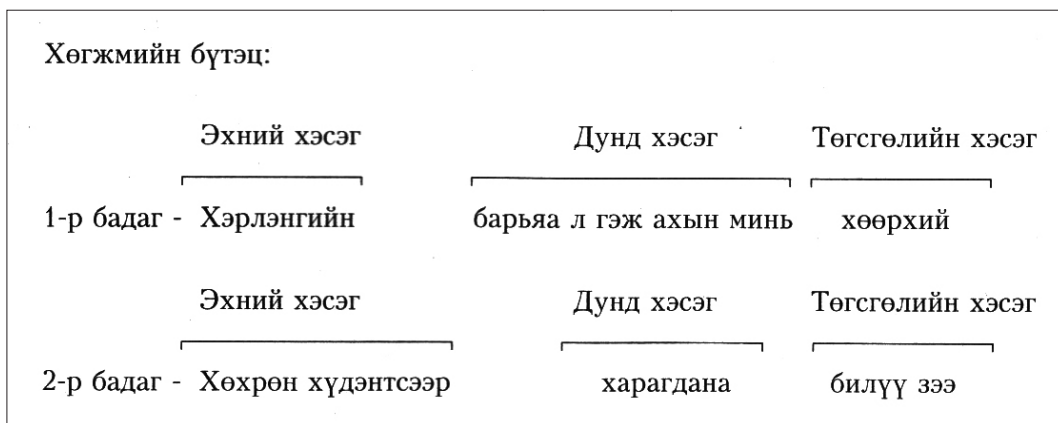 Хөгжмийн бүтэц:
Эхний хэсэг Дунд хэсэг Төгсгөлийн хэсэг
1-р бадаг - Хэрлэнгийн барьяа л гэж ахын минь хөөрхий
Эхний хэсэг Дунд хэсэг Төгсгөлийн хэсэг
2-р бадаг - Хөхрөн хүдэнтсээр харагдана билүү зээ